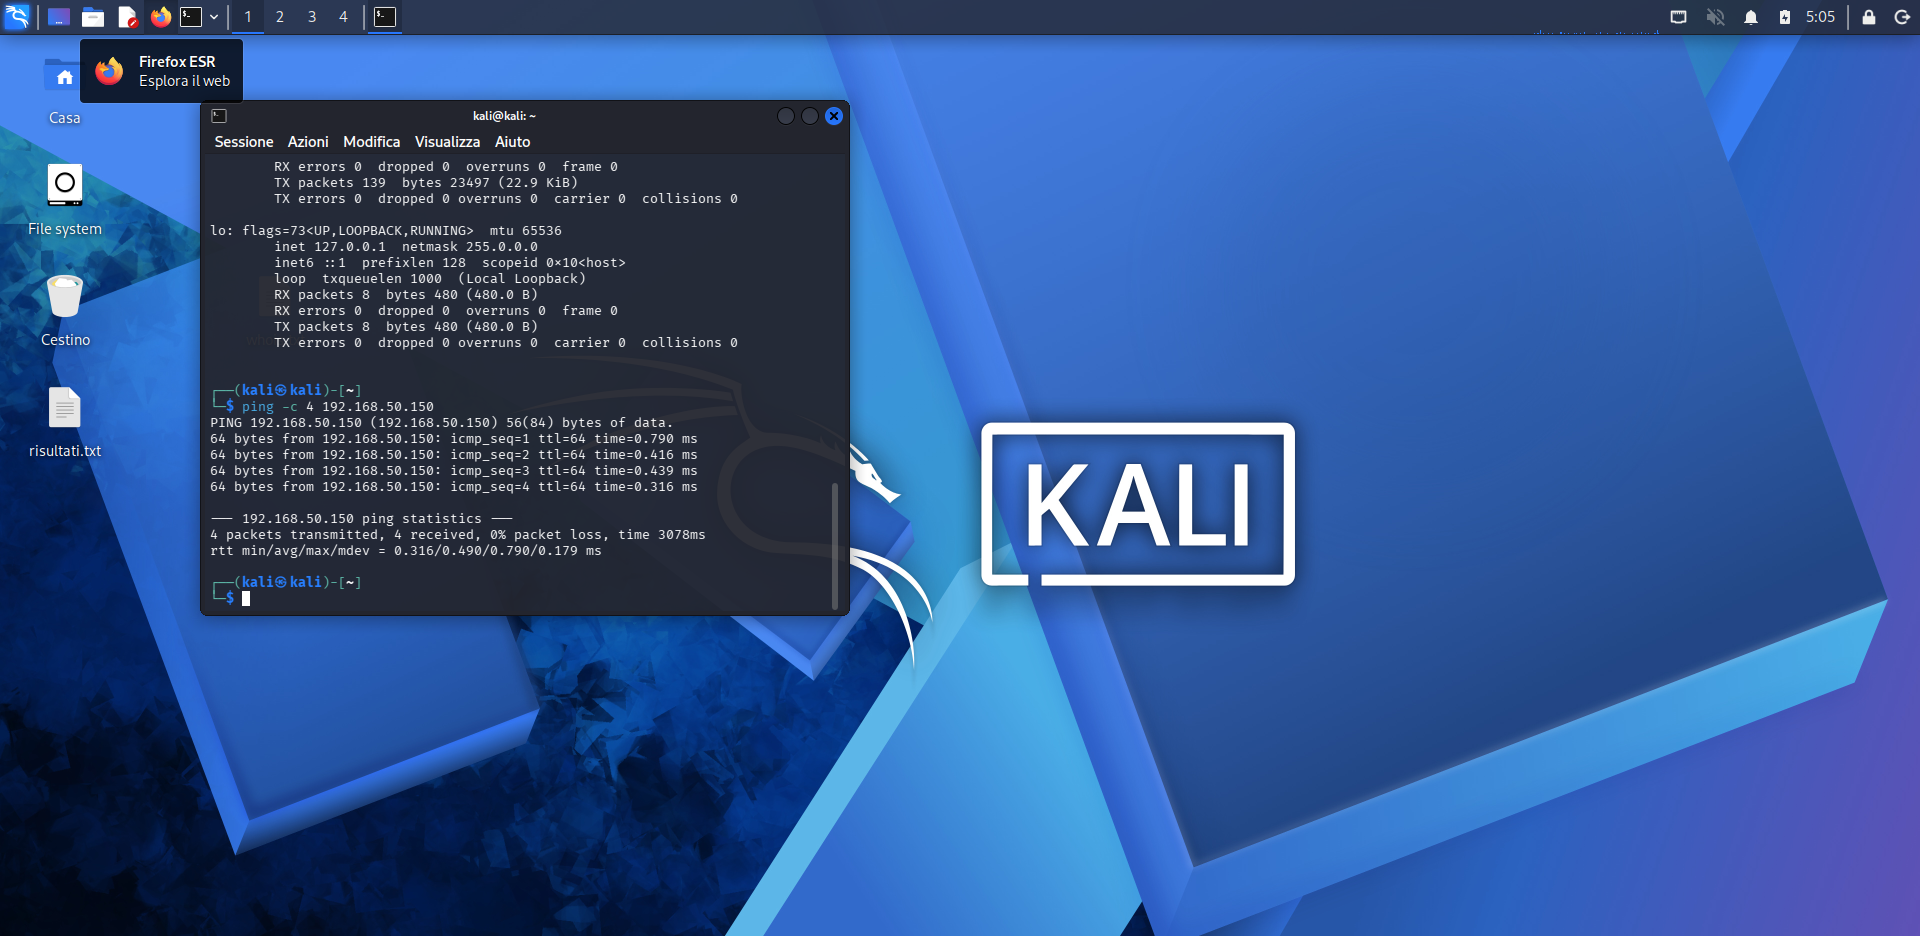 1 2 3 4
5:05
Firefox ESR
Esplora il web
Casa
File system
Cestino
risultati.txt
kali@kali: ~
Sessione Azioni Modifica Visualizza Aiuto
RX errors 0  dropped 0  overruns 0  frame 0
TX packets 139  bytes 23497 (22.9 KiB)
TX errors 0  dropped 0 overruns 0  carrier 0  collisions 0
lo: flags=73<UP,LOOPBACK,RUNNING>  mtu 65536
inet 127.0.0.1  netmask 255.0.0.0
inet6 ::1  prefixlen 128  scopeid 0×10<host>
loop  txqueuelen 1000  (Local Loopback)
RX packets 8  bytes 480 (480.0 B)
RX errors 0  dropped 0  overruns 0  frame 0
TX packets 8  bytes 480 (480.0 B)
TX errors 0  dropped 0 overruns 0  carrier 0  collisions 0
┌──(kali㉿kali)-[~]
└─$ ping -c 4 192.168.50.150
PING 192.168.50.150 (192.168.50.150) 56(84) bytes of data.
64 bytes from 192.168.50.150: icmp_seq=1 ttl=64 time=0.790 ms
64 bytes from 192.168.50.150: icmp_seq=2 ttl=64 time=0.416 ms
64 bytes from 192.168.50.150: icmp_seq=3 ttl=64 time=0.439 ms
64 bytes from 192.168.50.150: icmp_seq=4 ttl=64 time=0.316 ms
─── 192.168.50.150 ping statistics ───
4 packets transmitted, 4 received, 0% packet loss, time 3078ms
rtt min/avg/max/mdev = 0.316/0.490/0.790/0.179 ms
┌──(kali㉿kali)-[~]
└─$
KALI